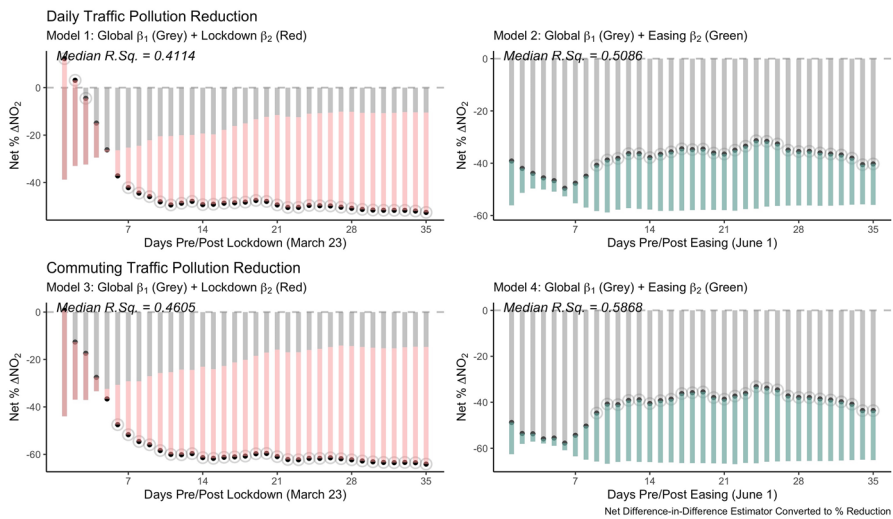 Daily Traffic Pollution Reduction
Model 1: Global β₁ (Grey) + Lockdown β₂ (Red)
Median R.Sq. = 0.4114
Net % ΔNO₂
0
-20
-40
7
14
21
28
35
Days Pre/Post Lockdown (March 23)
Model 2: Global β₁ (Grey) + Easing β₂ (Green)
Median R.Sq. = 0.5086
Net % ΔNO₂
0
-20
-40
-60
7
14
21
28
35
Days Pre/Post Easing (June 1)
Commuting Traffic Pollution Reduction
Model 3: Global β₁ (Grey) + Lockdown β₂ (Red)
Median R.Sq. = 0.4605
Net % ΔNO₂
0
-20
-40
-60
7
14
21
28
35
Days Pre/Post Lockdown (March 23)
Model 4: Global β₁ (Grey) + Easing β₂ (Green)
Median R.Sq. = 0.5868
Net % ΔNO₂
0
-20
-40
-60
7
14
21
28
35
Days Pre/Post Easing (June 1)
Net Difference-in-Difference Estimator Converted to % Reduction